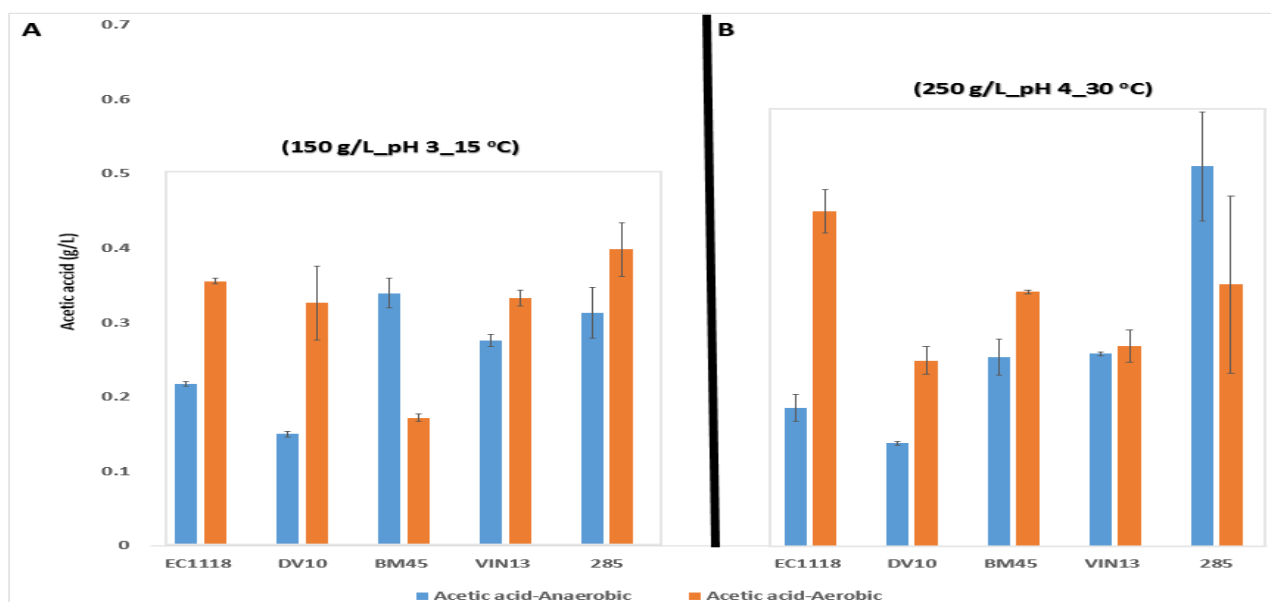 A
B
0.7
0.6
0.5
0.4
0.3
0.2
0.1
0
Acetic accid (g/L)
(150 g/L_pH 3_15 °C)
(250 g/L_pH 4_30 °C)
EC1118 DV10 BM45 VIN13 285
EC1118 DV10 BM45 VIN13 285
Acetic acid-Anaerobic Acetic acid-Aerobic